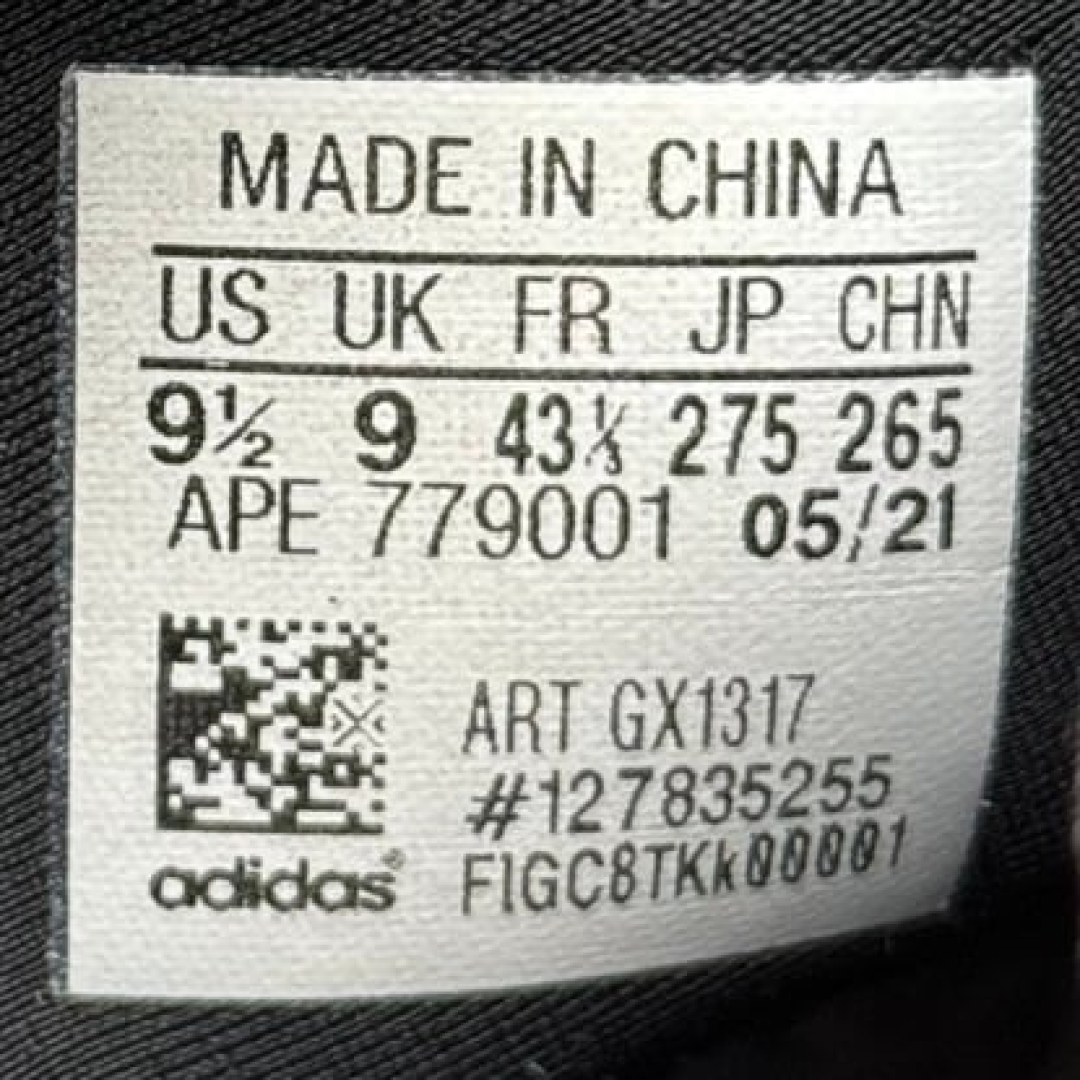 MADE IN CHINA
US UK FR JP CHN
9½ 9 43⅓ 275 265
APE 779001 05/21
ART GX1317
#127835255
adidas®
F1GC8TKk00001